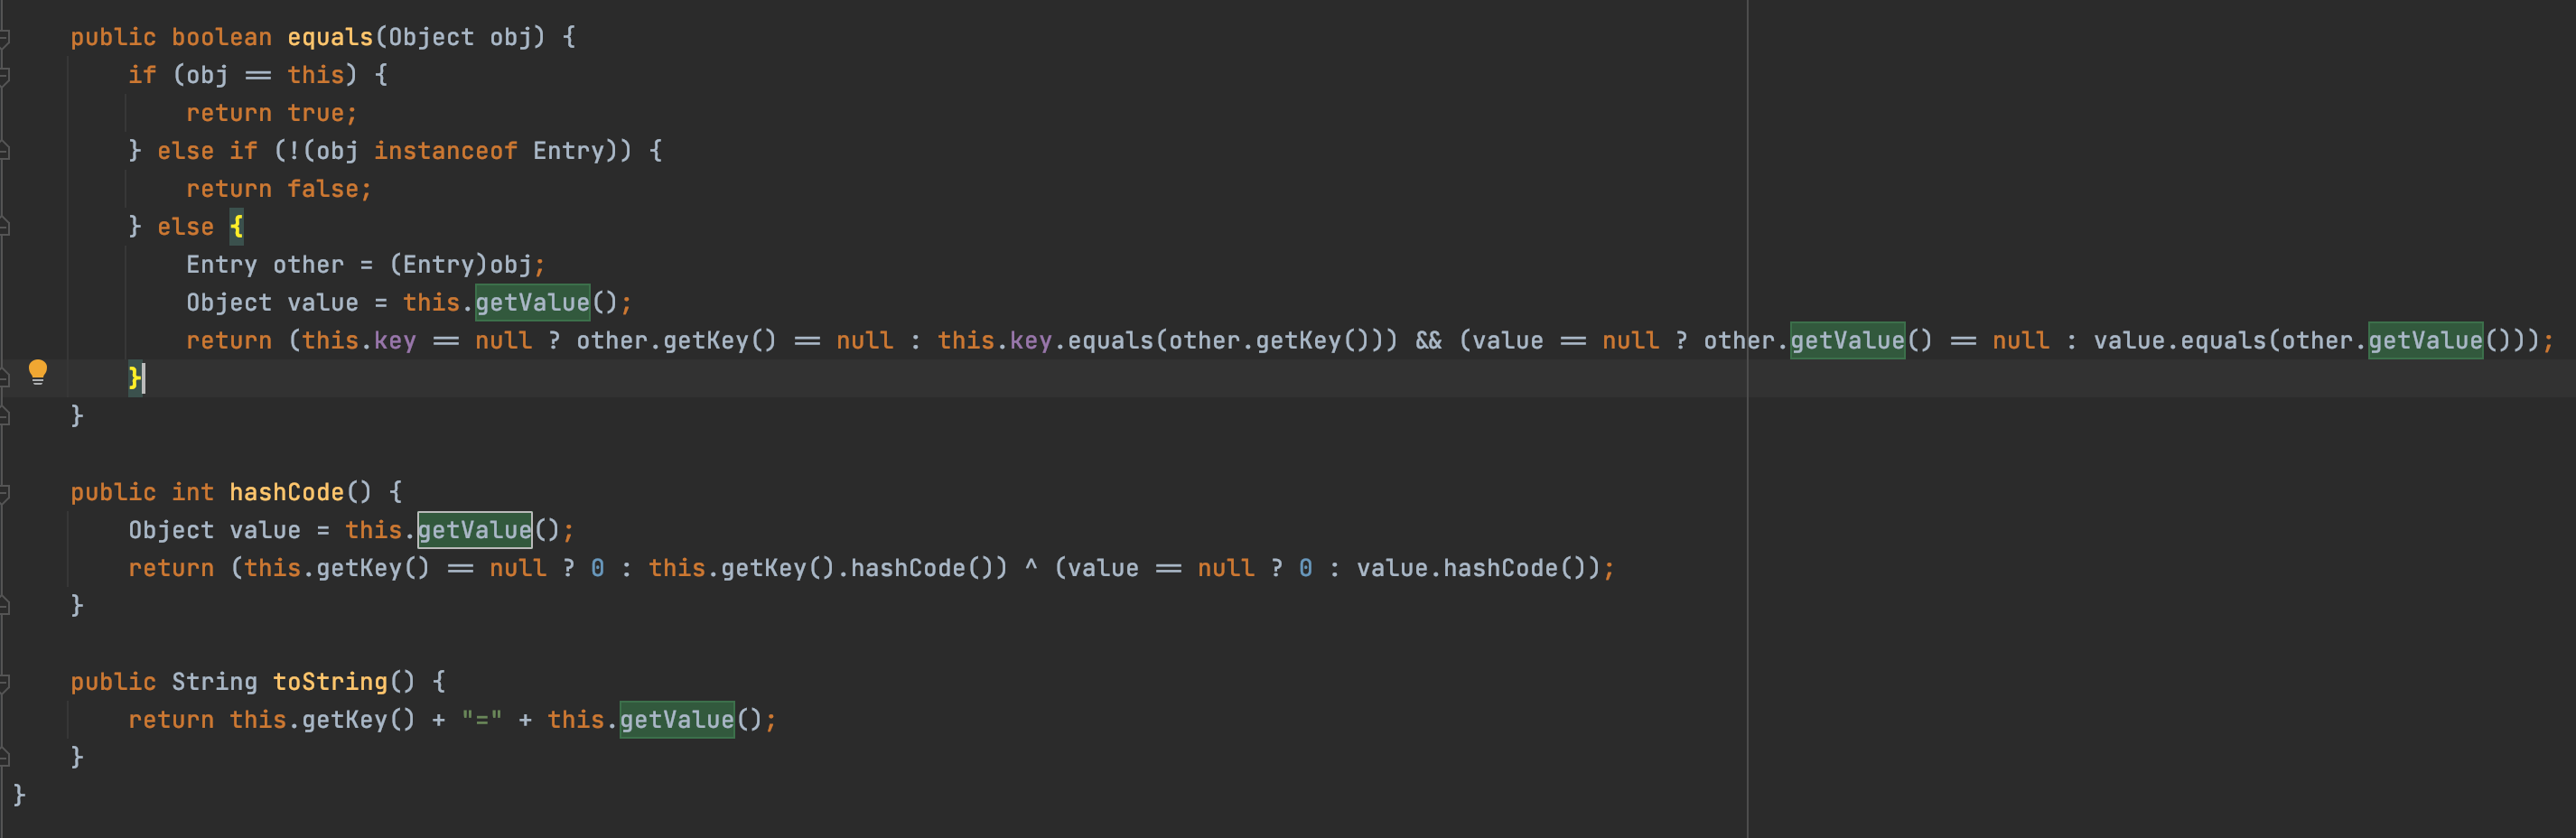 public boolean equals(Object obj) {
if (obj == this) {
return true;
} else if (!(obj instanceof Entry)) {
return false;
} else {
Entry other = (Entry)obj;
Object value = this.getValue();
return (this.key == null ? other.getKey() == null : this.key.equals(other.getKey())) && (value == null ? other.getValue() == null : value.equals(other.getValue()));
}
}
public int hashCode() {
Object value = this.getValue();
return (this.getKey() == null ? 0 : this.getKey().hashCode()) ^ (value == null ? 0 : value.hashCode());
}
public String toString() {
return this.getKey() + "=" + this.getValue();
}
}